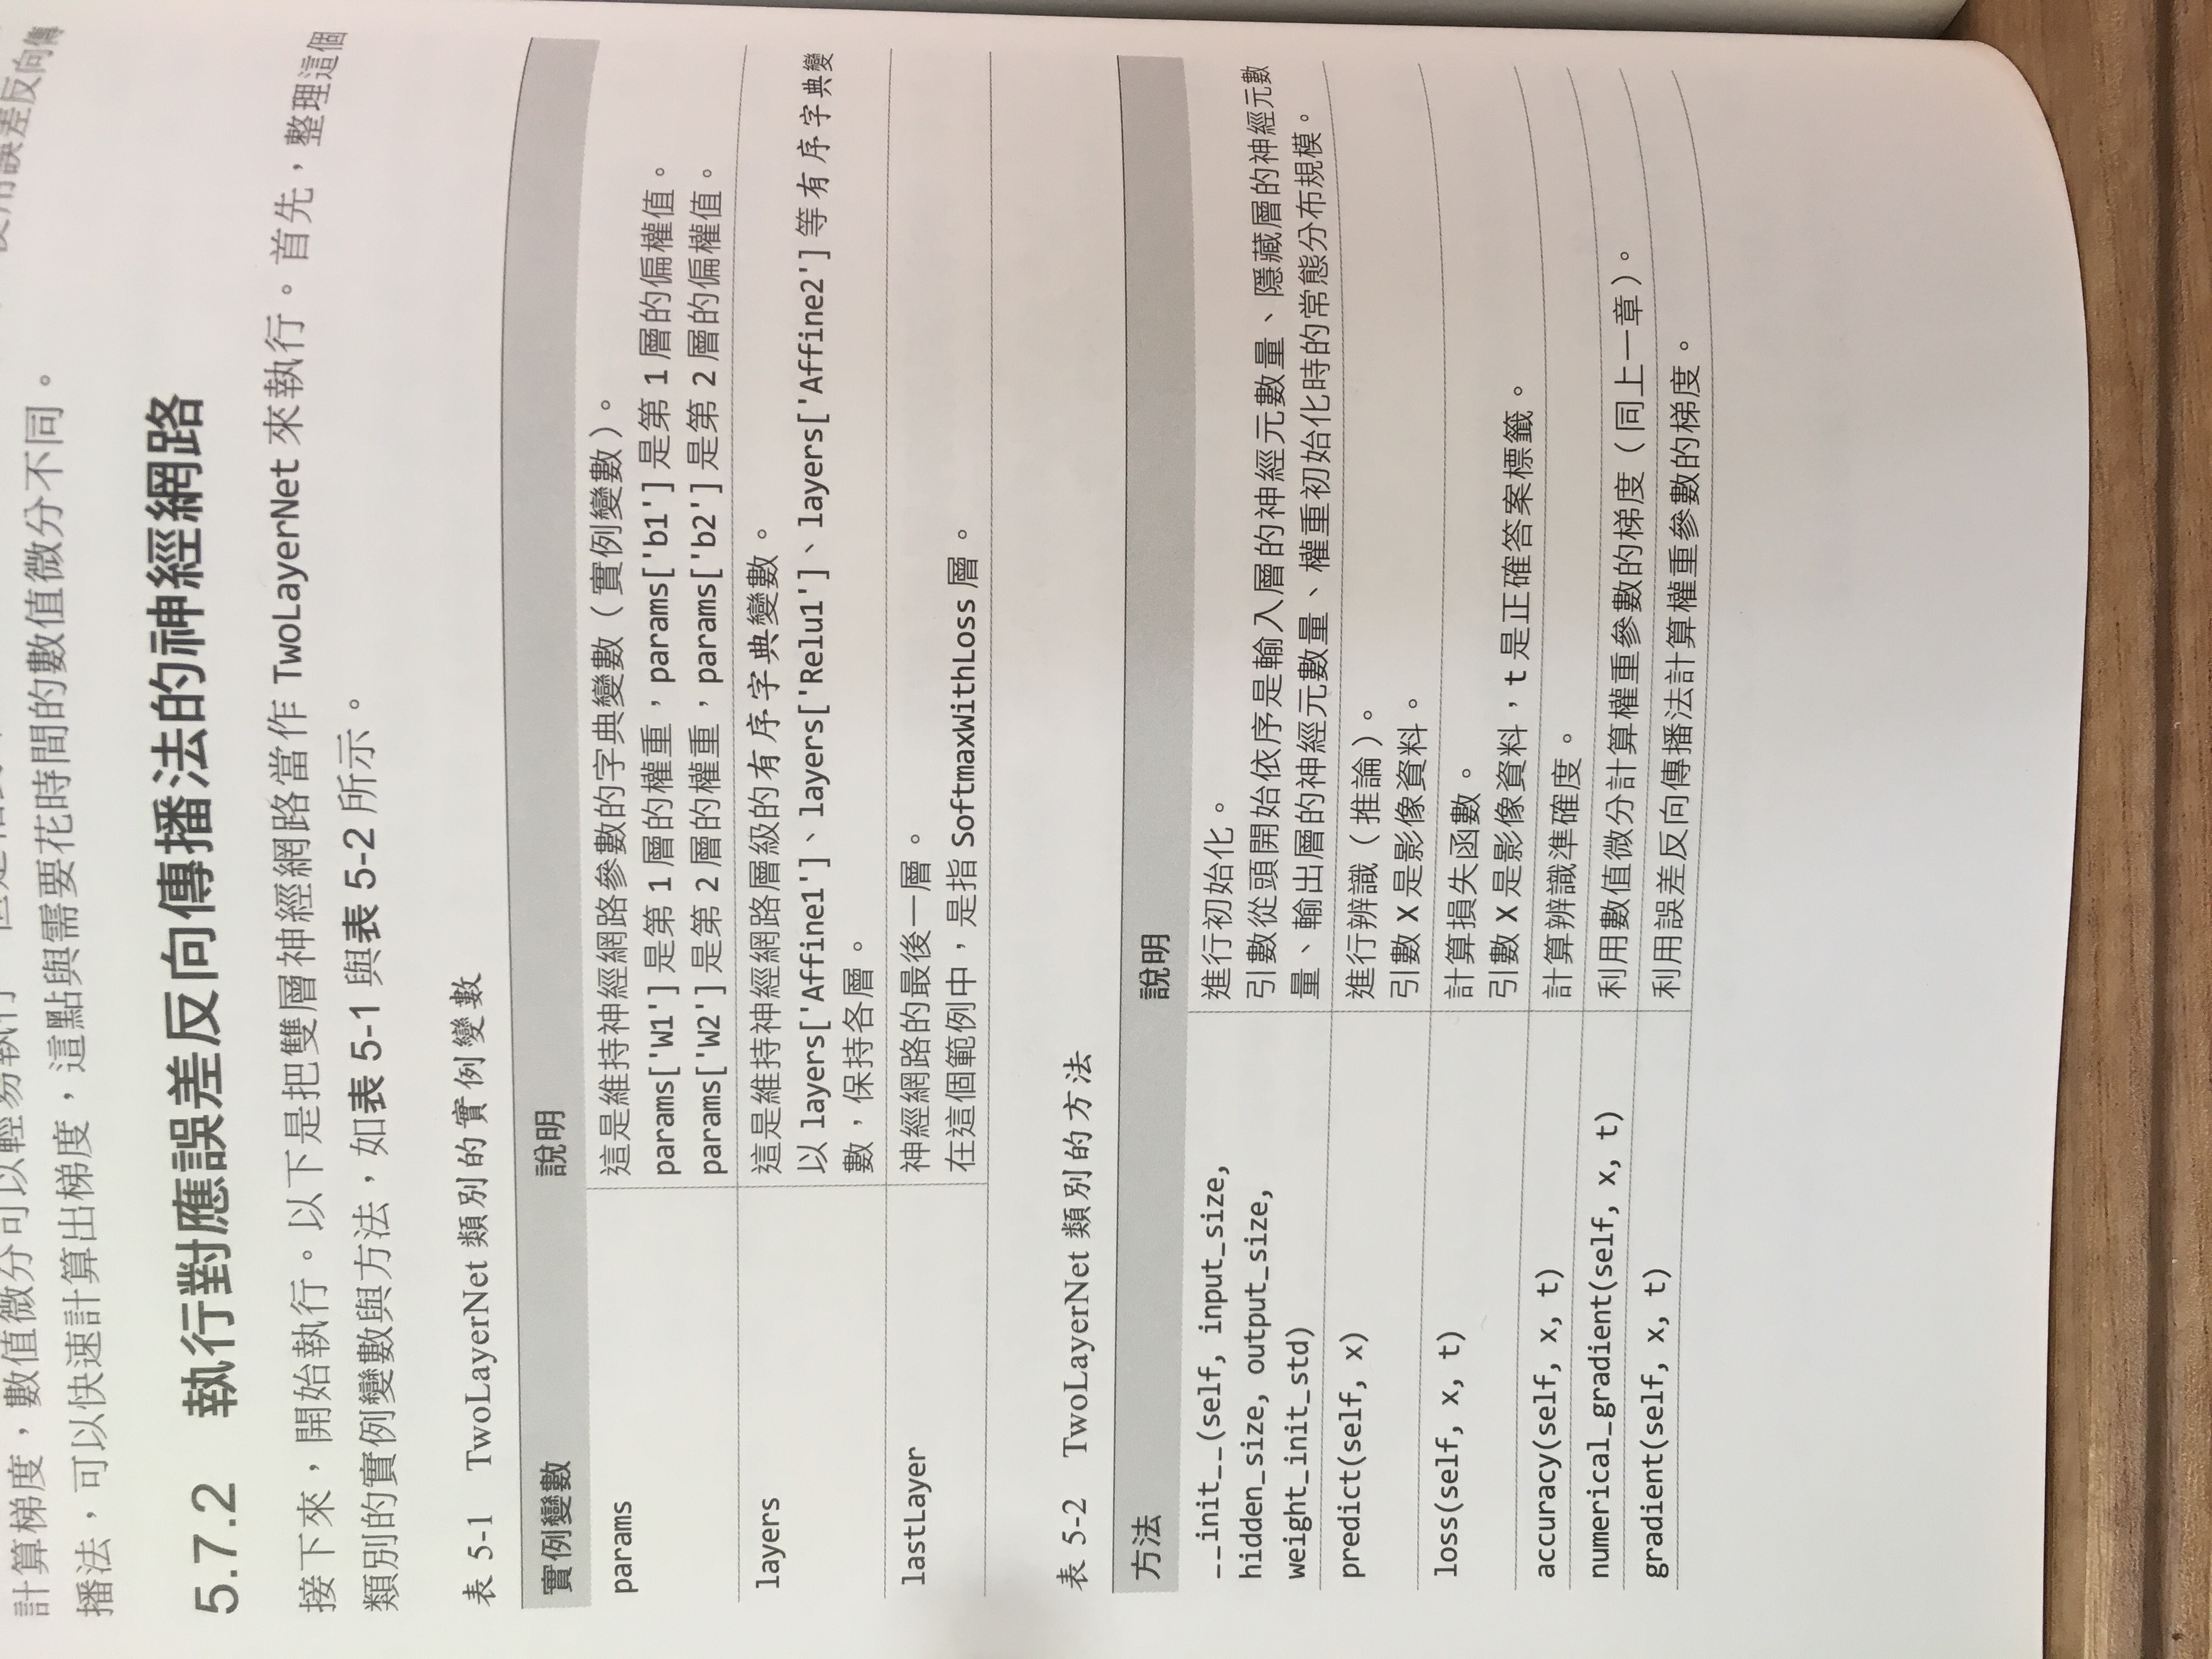 計算梯度，數值微分可以輕易執行
使用誤差反向傳
播法，可以快速計算出梯度，這點與需要花時間的數值微分不同。
5.7.2 執行對應誤差反向傳播法的神經網路
接下來，開始執行。以下是把雙層神經網路當作 TwoLayerNet 來執行。首先，整理這個
類別的實例變數與方法，如表 5-1 與表 5-2 所示。
表 5-1 TwoLayerNet 類別的實例變數
實例變數 說明
params 這是維持神經網路參數的字典變數（實例變數）。
params['W1'] 是第 1 層的權重，params['b1'] 是第 1 層的偏權值。
params['W2'] 是第 2 層的權重，params['b2'] 是第 2 層的偏權值。
layers 這是維持神經網路層級的有序字典變數。
以 layers['Affine1']、layers['Relu1']、layers['Affine2'] 等有序字典變
數，保持各層。
lastLayer 神經網路的最後一層。
在這個範例中，是指 SoftmaxWithLoss 層。
表 5-2 TwoLayerNet 類別的方法
方法 說明
__init__(self, input_size, 進行初始化。
hidden_size, output_size, 引數從頭開始依序是輸入層的神經元數量、隱藏層的神經元數
weight_init_std) 量、輸出層的神經元數量、權重初始化時的常態分布規模。
predict(self, x) 進行辨識（推論）。
引數 X 是影像資料。
loss(self, x, t) 計算損失函數。
引數 X 是影像資料，t 是正確答案標籤。
accuracy(self, x, t) 計算辨識準確度。
numerical_gradient(self, x, t) 利用數值微分計算權重參數的梯度（同上一章）。
gradient(self, x, t) 利用誤差反向傳播法計算權重參數的梯度。